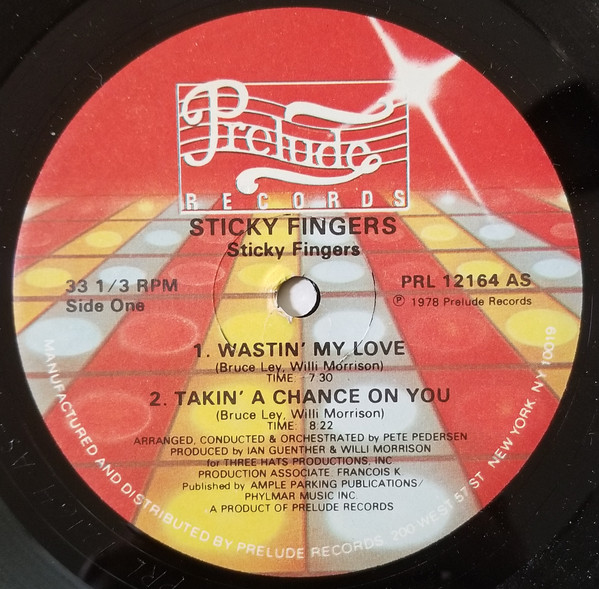 Prelude
RECORDS
STICKY FINGERS
Sticky Fingers
33 1/3 RPM
Side One
PRL 12164 AS
℗ 1978 Prelude Records
1. WASTIN' MY LOVE
(Bruce Ley, Willi Morrison)
TIME: 7:30
2. TAKIN' A CHANCE ON YOU
(Bruce Ley, Willi Morrison)
TIME: 8:22
ARRANGED, CONDUCTED & ORCHESTRATED by PETE PEDERSEN
PRODUCED by IAN GUENTHER & WILLI MORRISON
for THREE HATS PRODUCTIONS, INC.
PRODUCTION ASSOCIATE FRANCOIS K.
Published by AMPLE PARKING PUBLICATIONS/
PHYLMAR MUSIC INC
A PRODUCT OF PRELUDE RECORDS
MANUFACTURED AND DISTRIBUTED BY PRELUDE RECORDS. 200 WEST 57 ST NEW YORK NY 10019